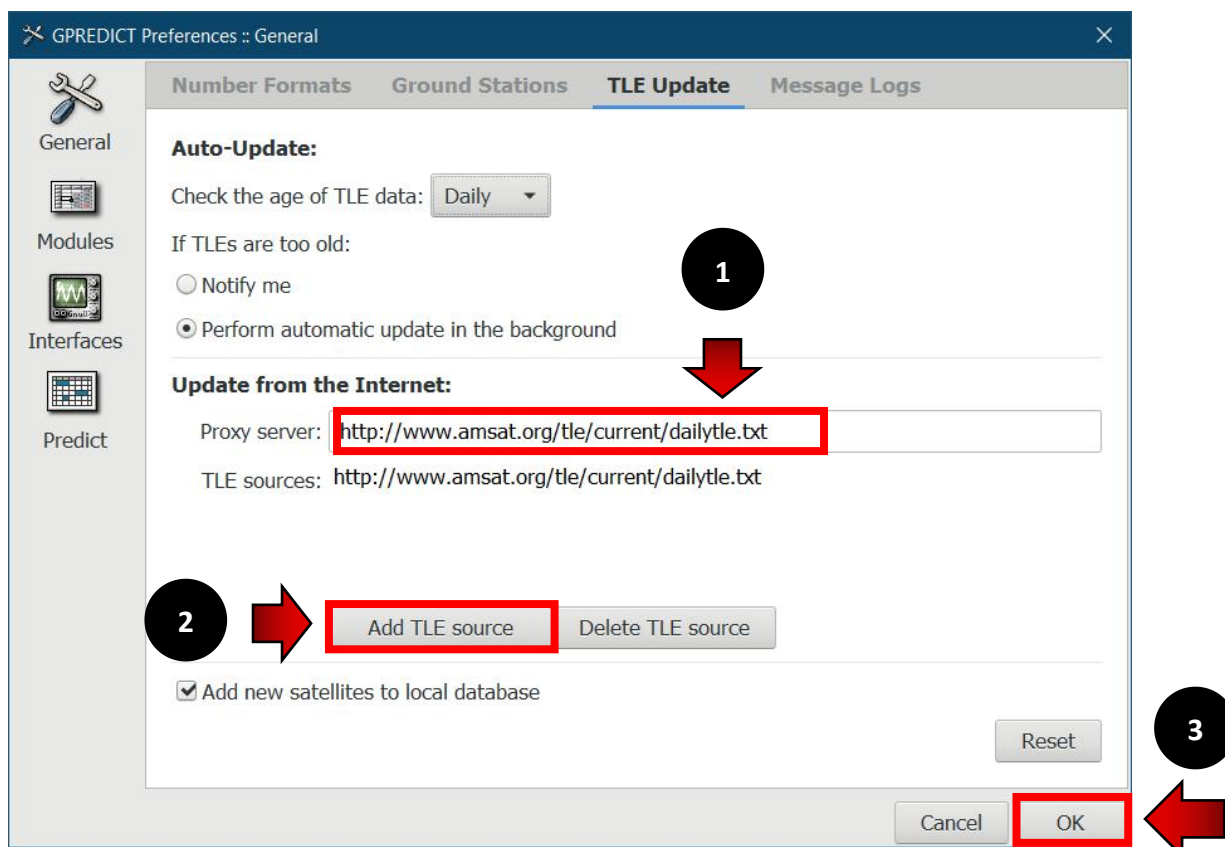 GPREDICT Preferences :: General
Number Formats Ground Stations TLE Update Message Logs
General
Modules
Interfaces
Predict
Auto-Update:
Check the age of TLE data: Daily
If TLEs are too old:
Notify me
Perform automatic update in the background
1
Update from the Internet:
Proxy server: http://www.amsat.org/tle/current/dailytle.txt
TLE sources: http://www.amsat.org/tle/current/dailytle.txt
2
Add TLE source Delete TLE source
Add new satellites to local database
Reset
3
Cancel OK